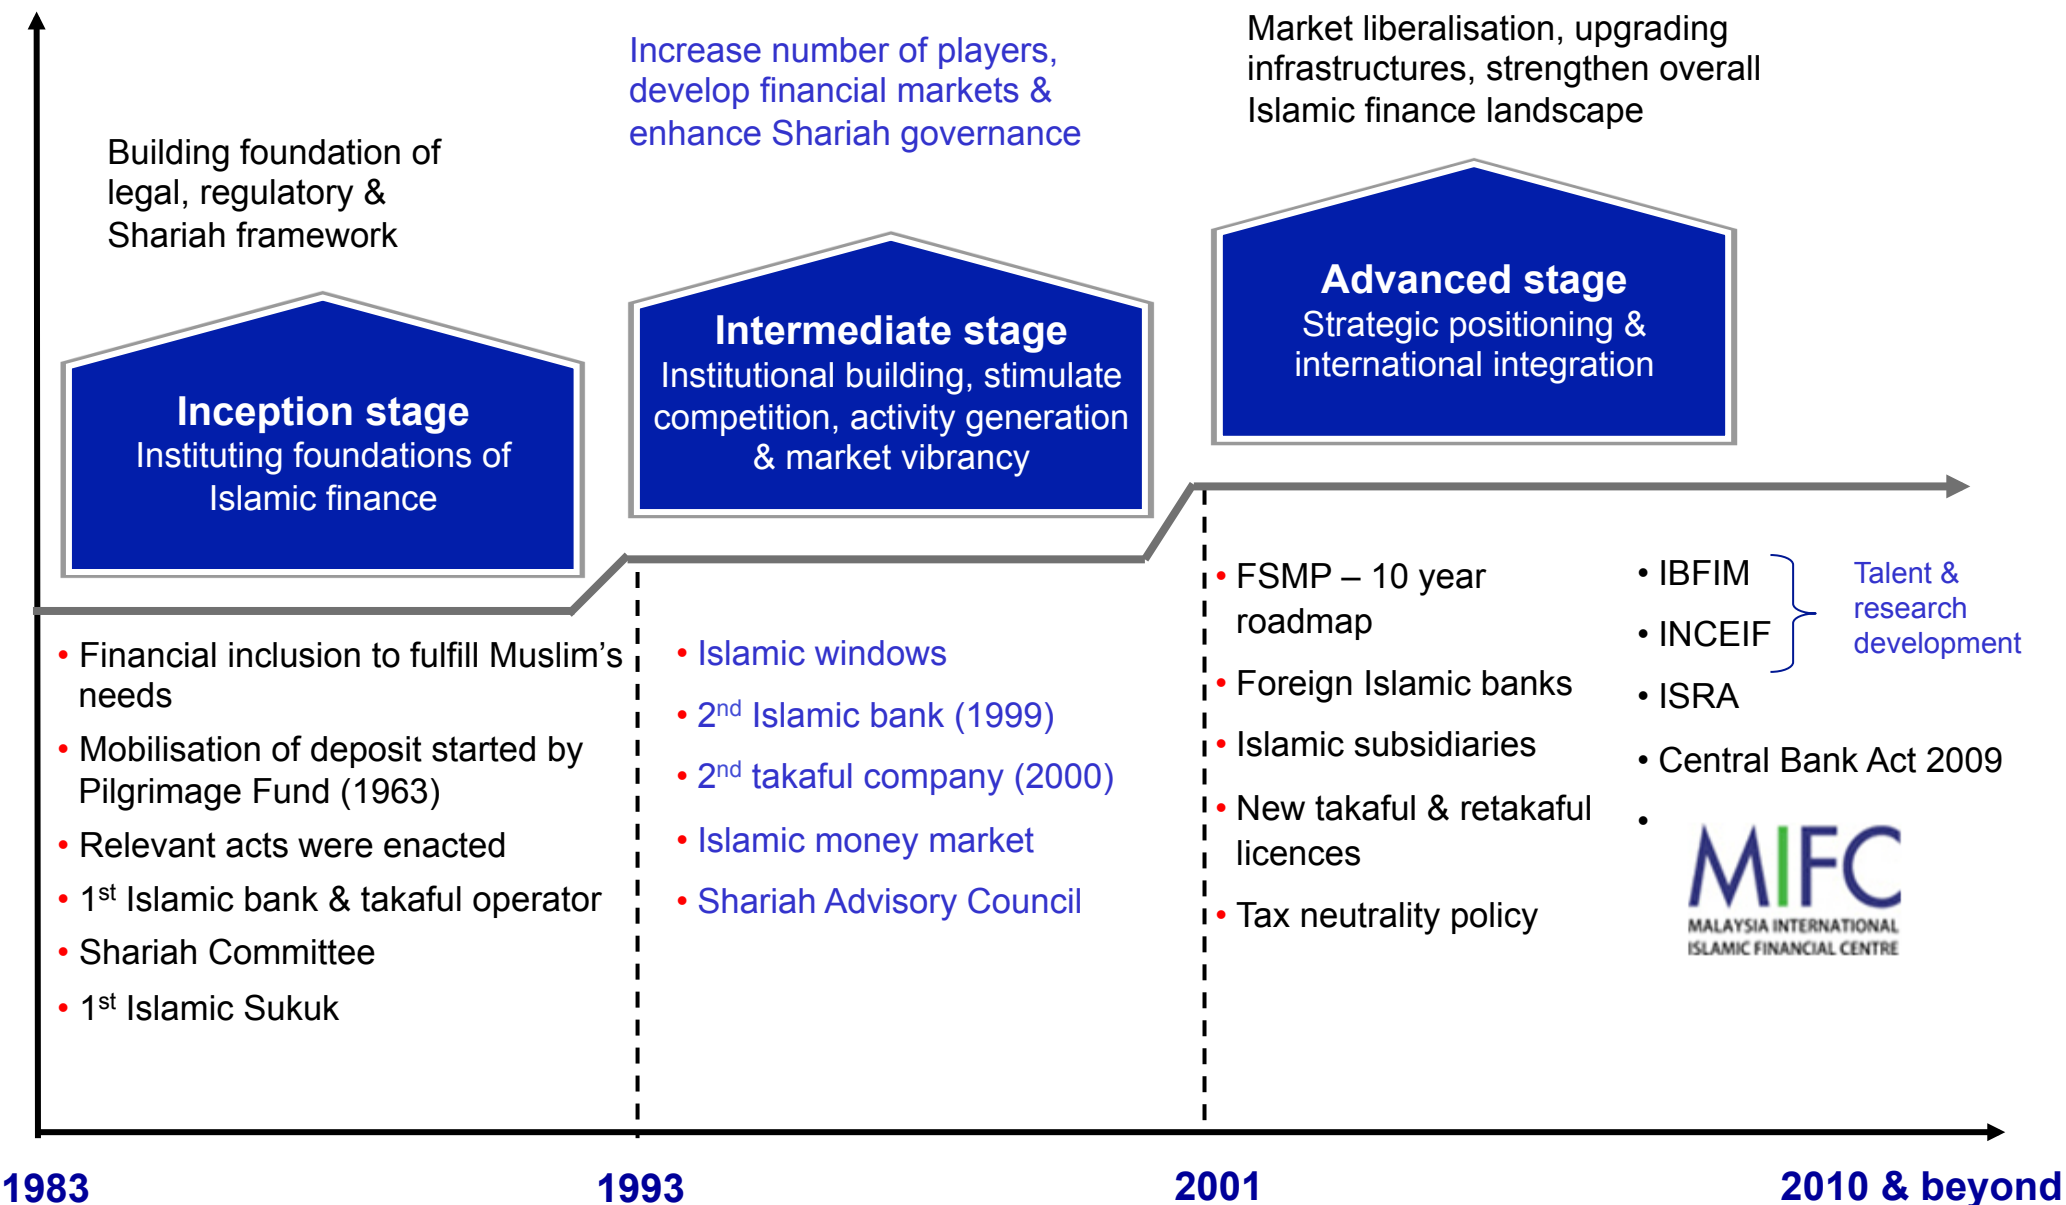 Building foundation of
legal, regulatory &
Shariah framework
Increase number of players,
develop financial markets &
enhance Shariah governance
Market liberalisation, upgrading
infrastructures, strengthen overall
Islamic finance landscape
Inception stage
Instituting foundations of
Islamic finance
Intermediate stage
Institutional building, stimulate
competition, activity generation
& market vibrancy
Advanced stage
Strategic positioning &
international integration
• Financial inclusion to fulfill Muslim’s
needs
• Mobilisation of deposit started by
Pilgrimage Fund (1963)
• Relevant acts were enacted
• 1st Islamic bank & takaful operator
• Shariah Committee
• 1st Islamic Sukuk
• Islamic windows
• 2nd Islamic bank (1999)
• 2nd takaful company (2000)
• Islamic money market
• Shariah Advisory Council
• FSMP – 10 year
roadmap
• Foreign Islamic banks
• Islamic subsidiaries
• New takaful & retakaful
licences
• Tax neutrality policy
• IBFIM
• INCEIF
• ISRA
• Central Bank Act 2009
•
Talent &
research
development
MIFC
MALAYSIA INTERNATIONAL
ISLAMIC FINANCIAL CENTRE
1983
1993
2001
2010 & beyond